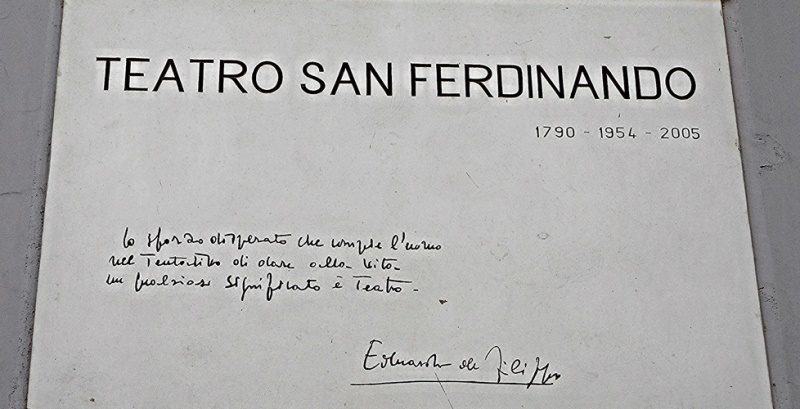 TEATRO SAN FERDINANDO
1790 - 1954 - 2005
Lo sforzo disperato che compie l'uomo
nel Tentativo di dare alla vita
un qualsiasi significato è Teatro.
Eduardo de Filippo